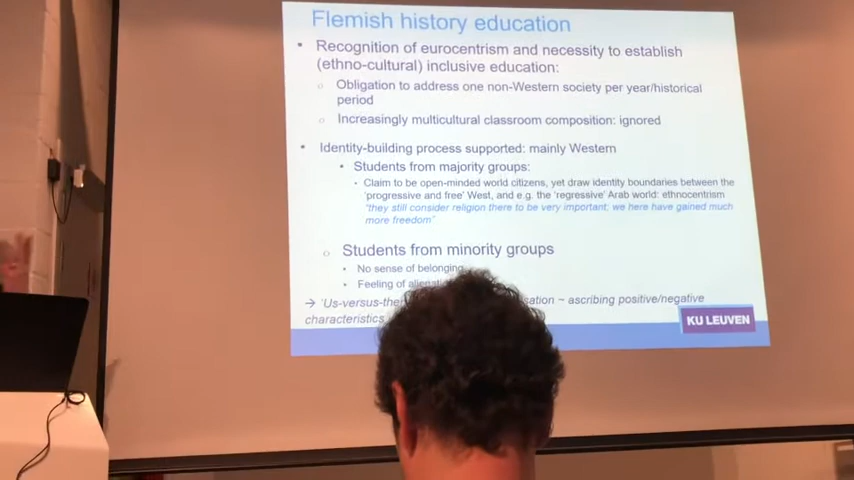 Flemish history education
• Recognition of eurocentrism and necessity to establish
(ethno-cultural) inclusive education:
○ Obligation to address one non-Western society per year/historical
period
○ Increasingly multicultural classroom composition: ignored
• Identity-building process supported: mainly Western
• Students from majority groups:
• Claim to be open-minded world citizens, yet draw identity boundaries between the
'progressive and free' West, and e.g. the 'regressive' Arab world: ethnocentrism
"they still consider religion there to be very important; we here have gained much
more freedom"
○ Students from minority groups
• No sense of belonging
• Feeling of
→ 'Us-versus- ~ ascribing positive/negative
characteristics
KU LEUVEN